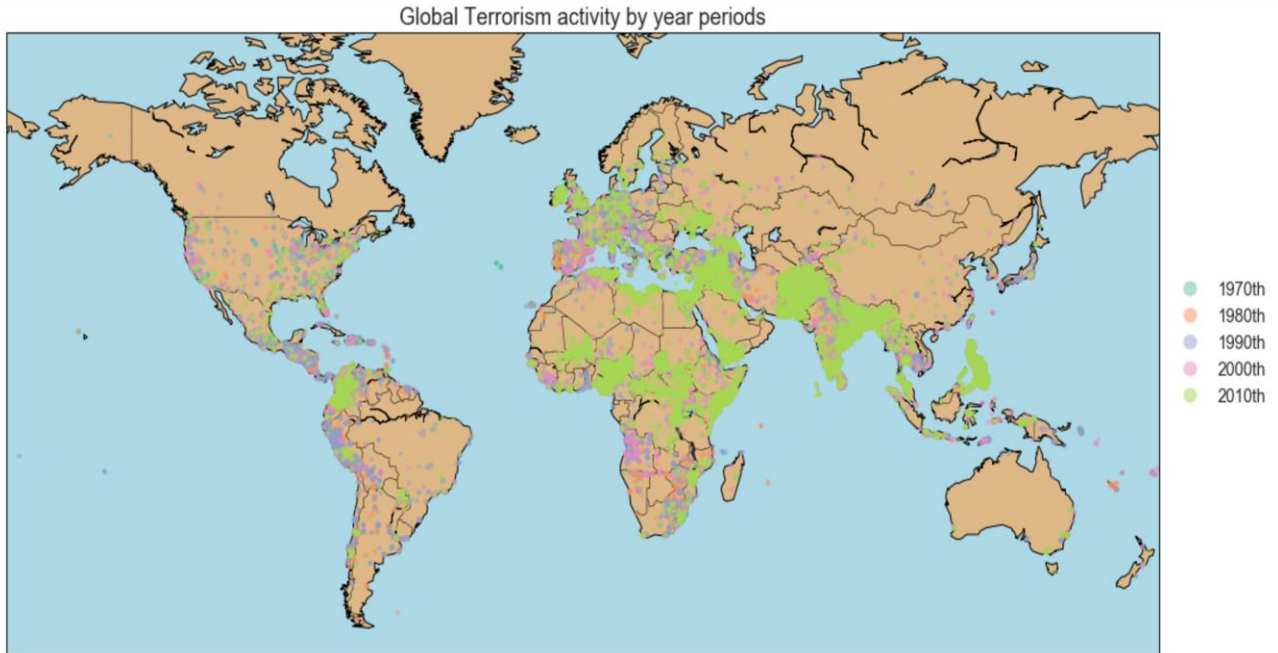 Global Terrorism activity by year periods
1970th
1980th
1990th
2000th
2010th